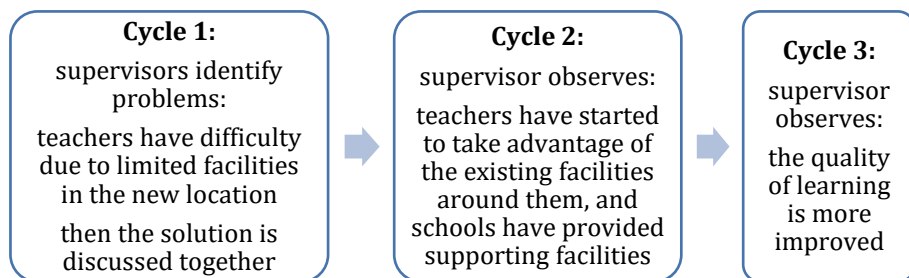 Cycle 1:
supervisors identify
problems:
teachers have difficulty
due to limited facilities
in the new location
then the solution is
discussed together
Cycle 2:
supervisor observes:
teachers have started
to take advantage of
the existing facilities
around them, and
schools have provided
supporting facilities
Cycle 3:
supervisor
observes:
the quality
of learning
is more
improved